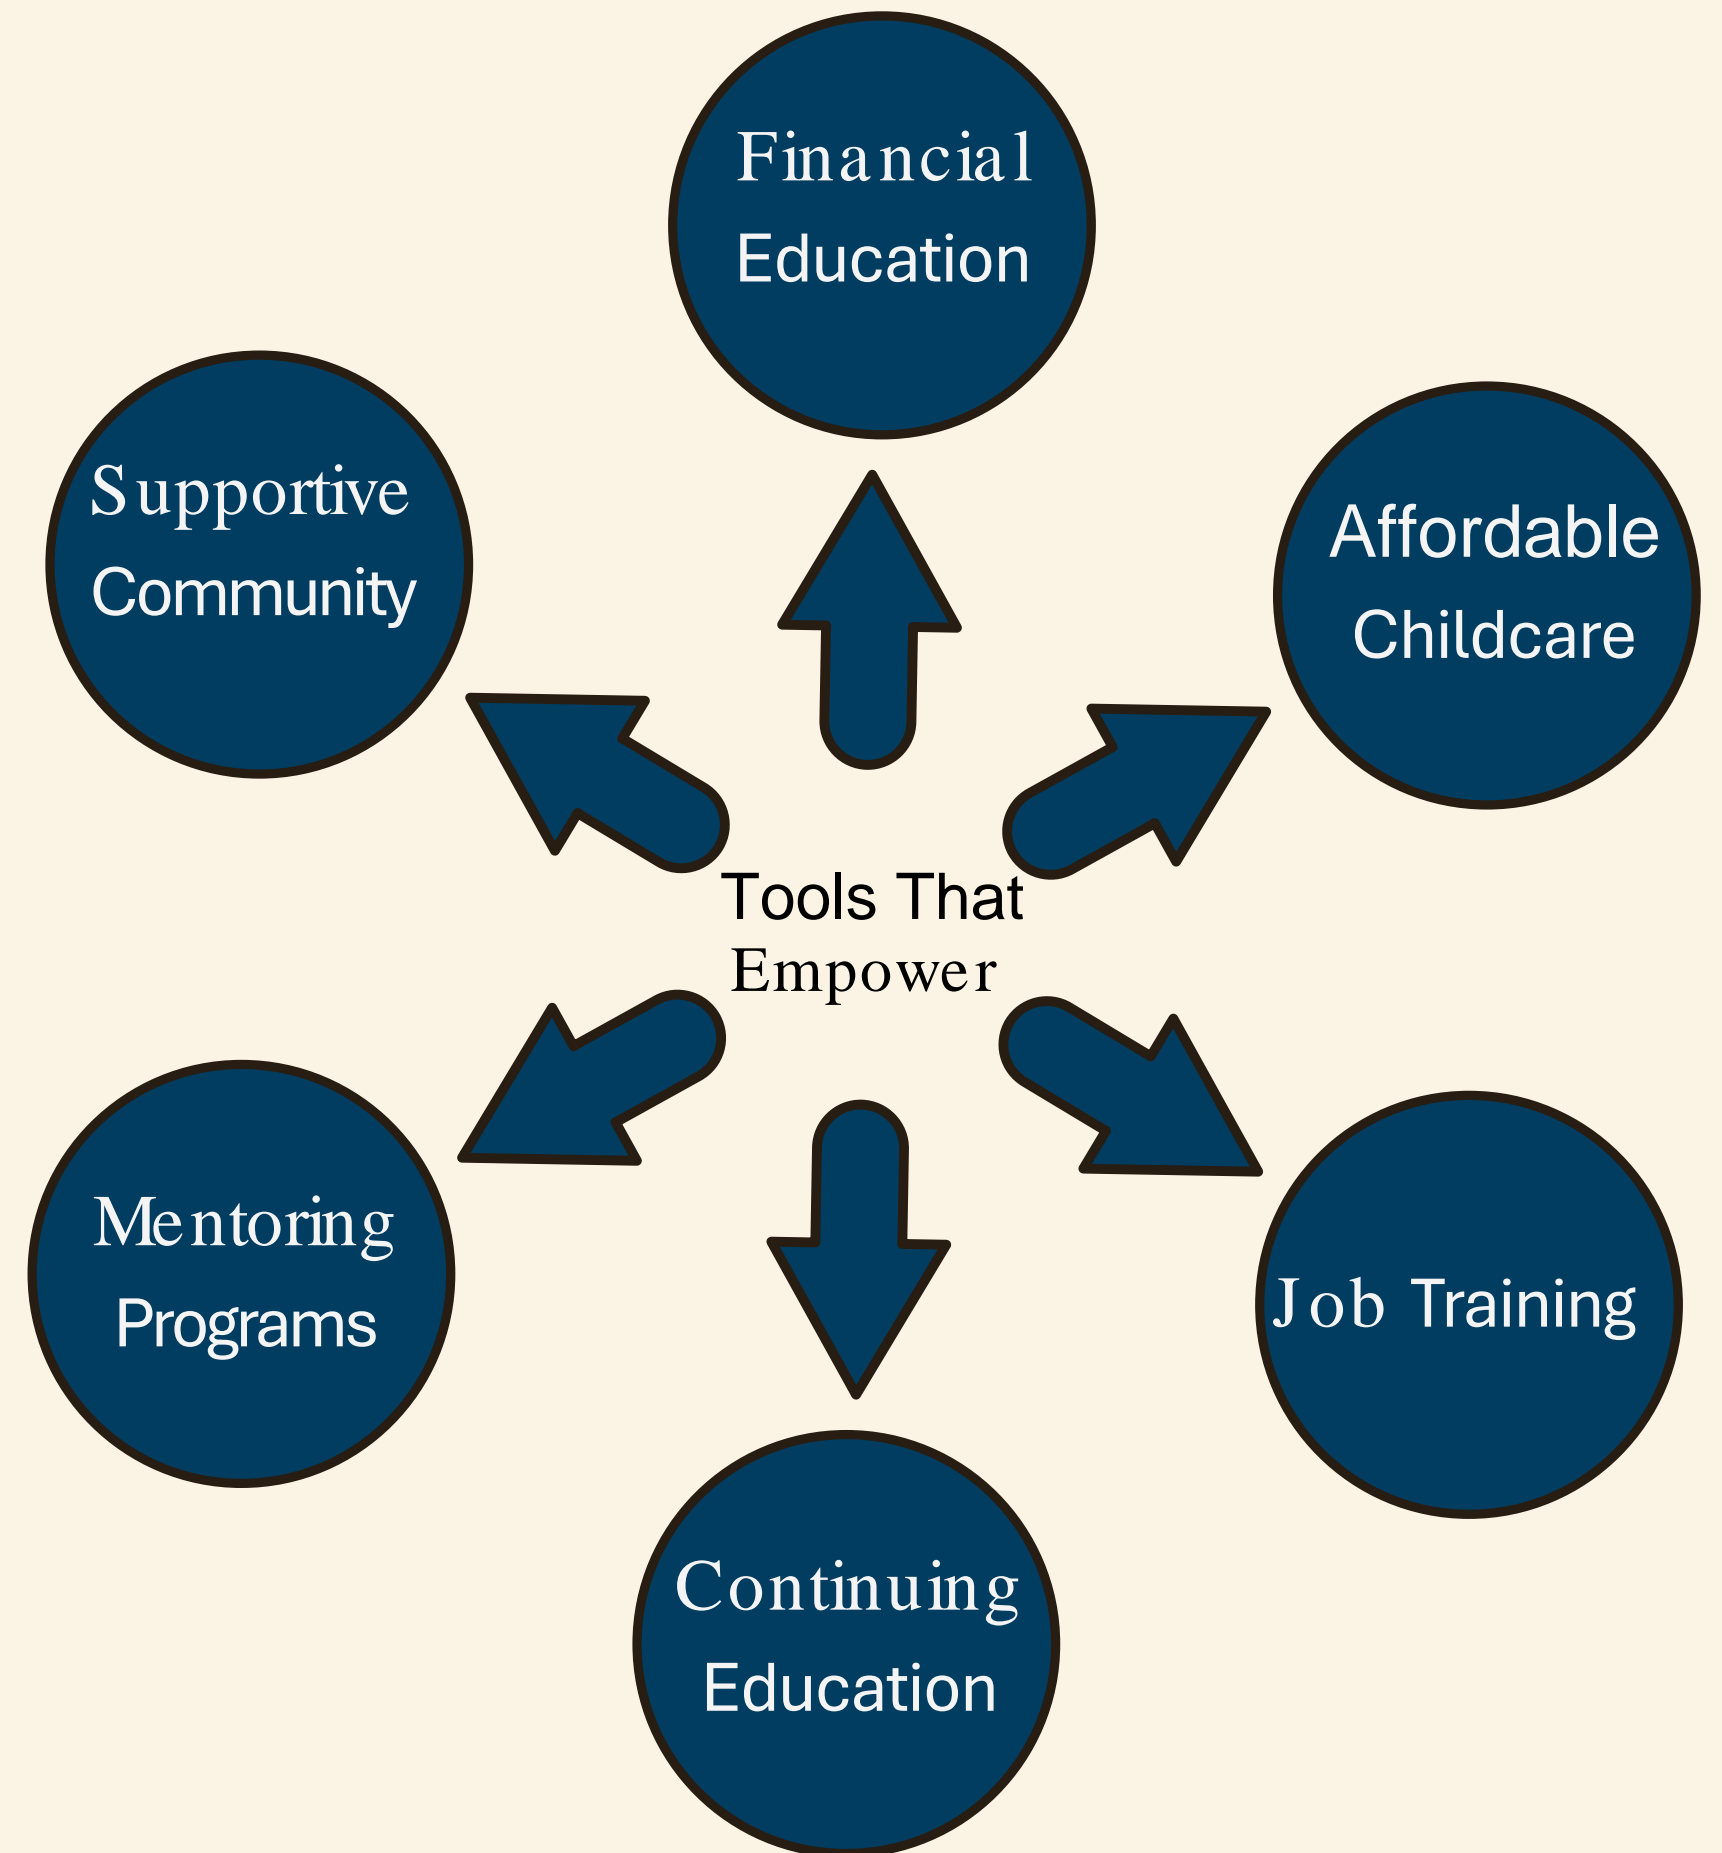 Financial
Education
Supportive
Community
Affordable
Childcare
Tools That
Empower
Mentoring
Programs
Job Training
Continuing
Education